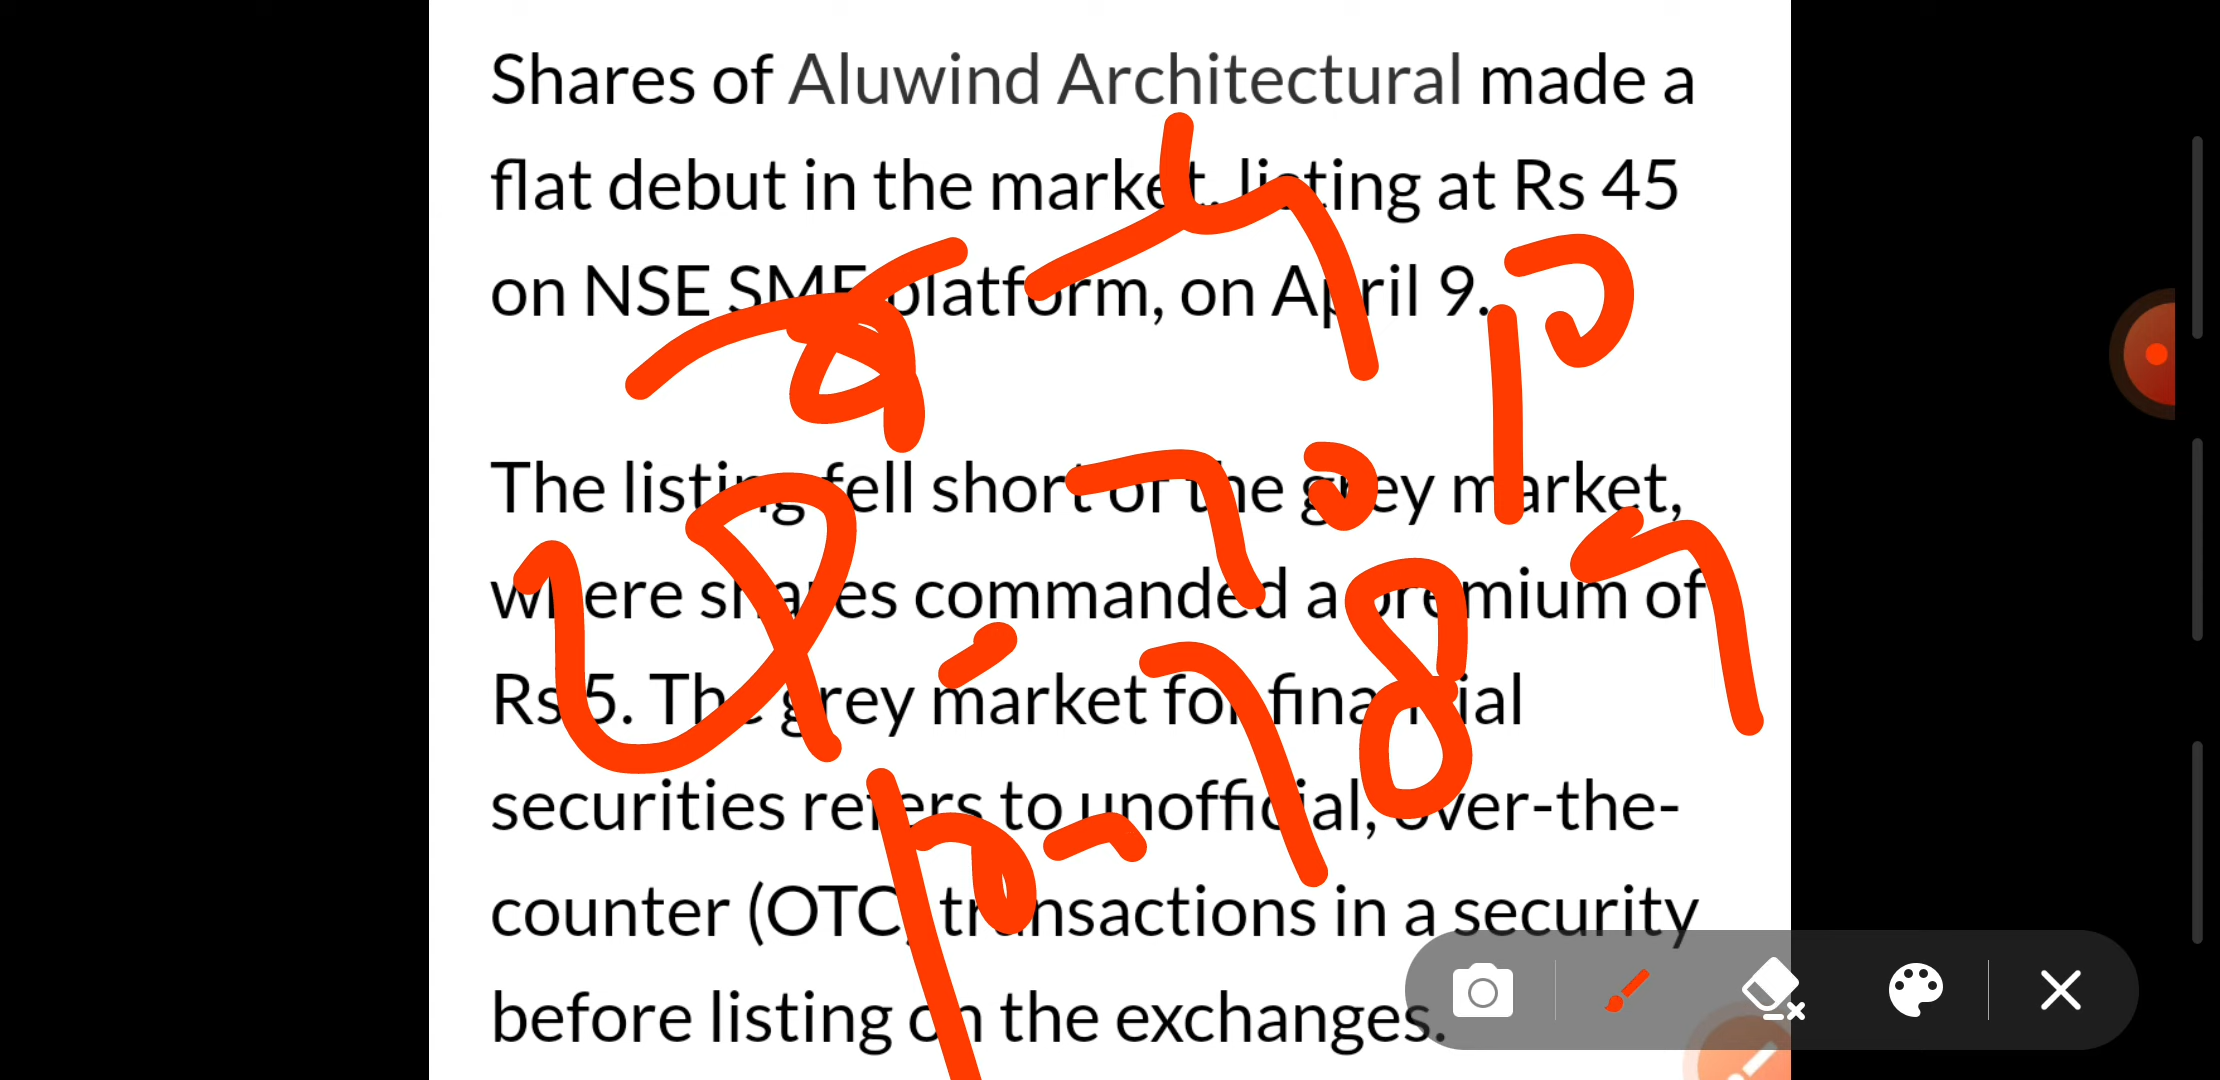 Shares of Aluwind Architectural made a
flat debut in the market, listing at Rs 45
on NSE SME platform, on April 9.
The listing fell short of the grey market,
where shares commanded a premium of
Rs 5. The grey market for financial
securities refers to unofficial, over-the-
counter (OTC) transactions in a security
before listing on the exchanges.